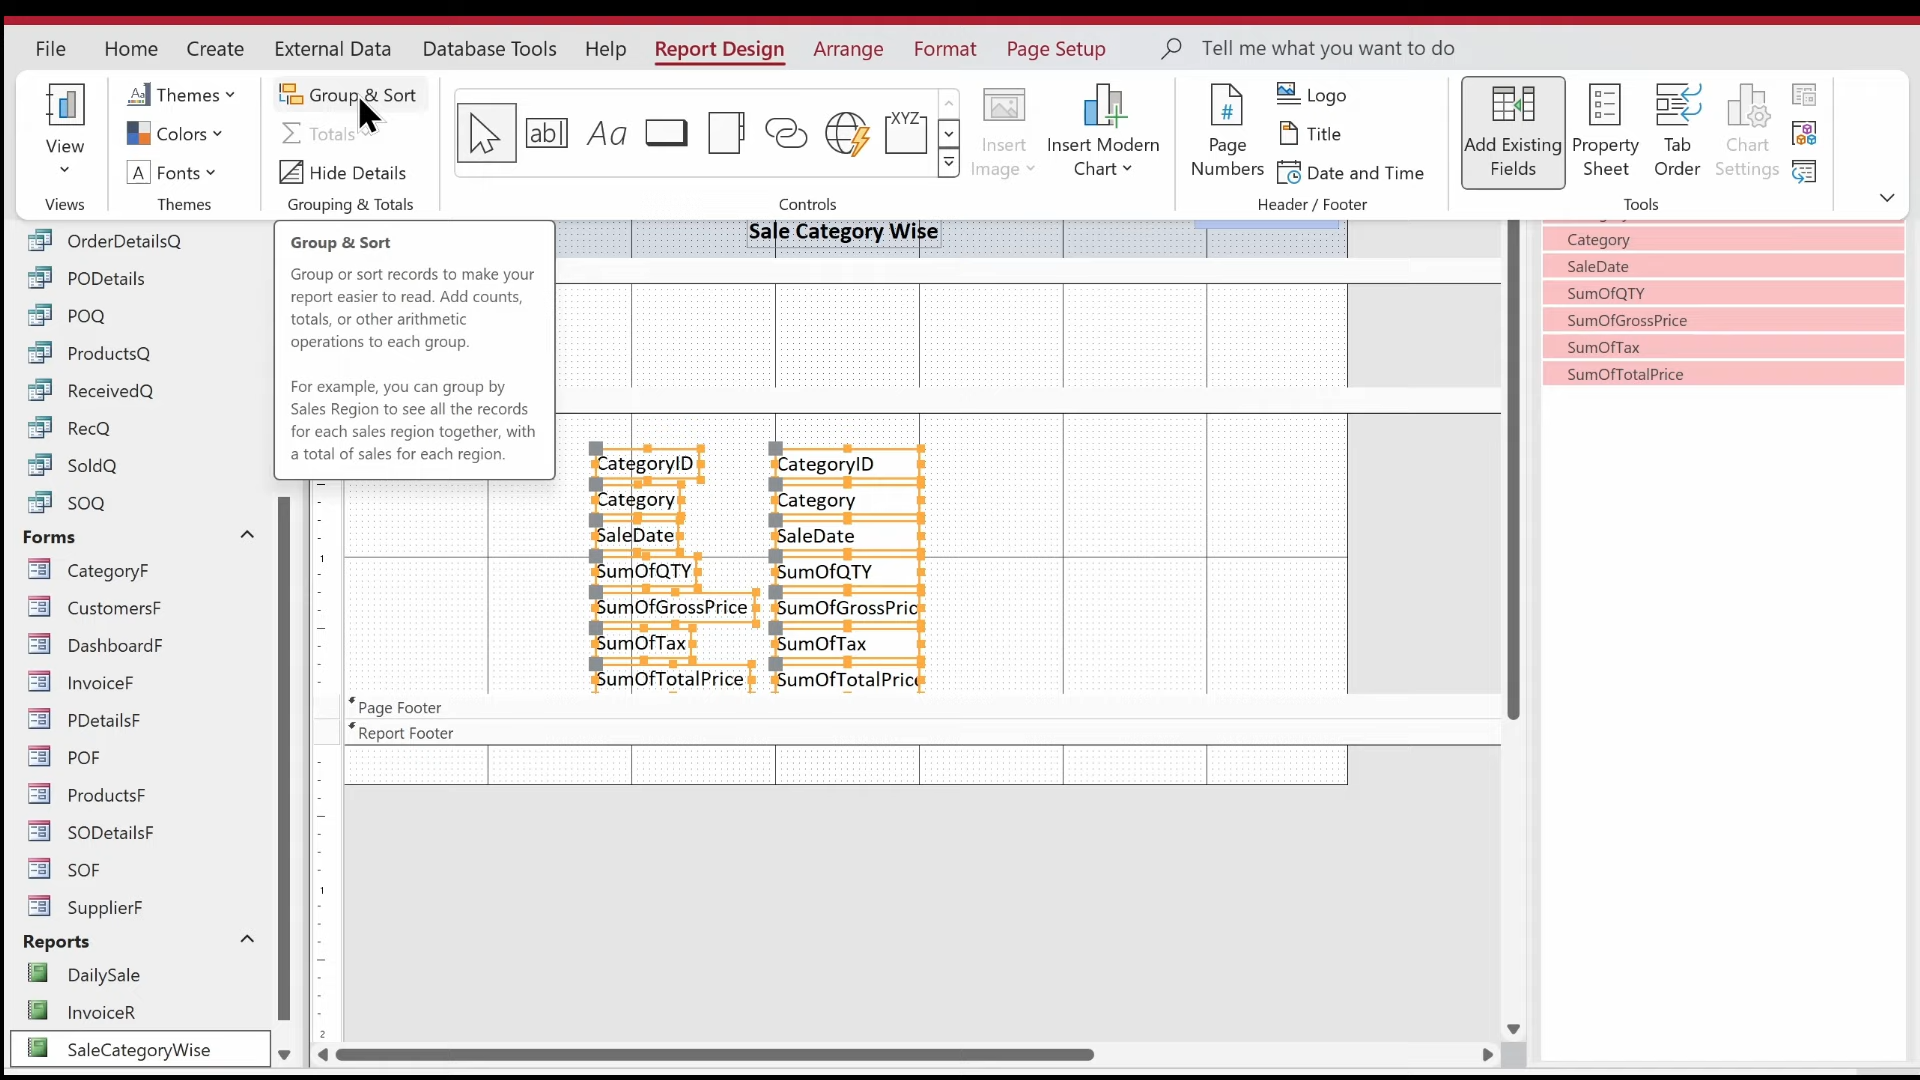 File Home Create External Data Database Tools Help Report Design Arrange Format Page Setup Tell me what you want to do
View
Views
Themes
Colors
Fonts
Themes
Group & Sort
Totals
Hide Details
Grouping & Totals
ab
Aa
XYZ
Controls
Insert
Image
Insert Modern
Chart
Page
Numbers
Logo
Title
Date and Time
Header / Footer
Add Existing
Fields
Property
Sheet
Tab
Order
Chart
Settings
Tools
OrderDetailsQ
PODetails
POQ
ProductsQ
ReceivedQ
RecQ
SoldQ
SOQ
Forms
CategoryF
CustomersF
DashboardF
InvoiceF
PDetailsF
POF
ProductsF
SODetailsF
SOF
SupplierF
Reports
DailySale
InvoiceR
SaleCategoryWise
Group & Sort
Group or sort records to make your
report easier to read. Add counts,
totals, or other arithmetic
operations to each group.
For example, you can group by
Sales Region to see all the records
for each sales region together, with
a total of sales for each region.
Sale Category Wise
CategoryID CategoryID
Category Category
SaleDate SaleDate
1
SumOfQTY SumOfQTY
SumOfGrossPrice SumOfGrossPric
SumOfTax SumOfTax
SumOfTotalPrice SumOfTotalPric
Page Footer
Report Footer
1
2
Category
SaleDate
SumOfQTY
SumOfGrossPrice
SumOfTax
SumOfTotalPrice